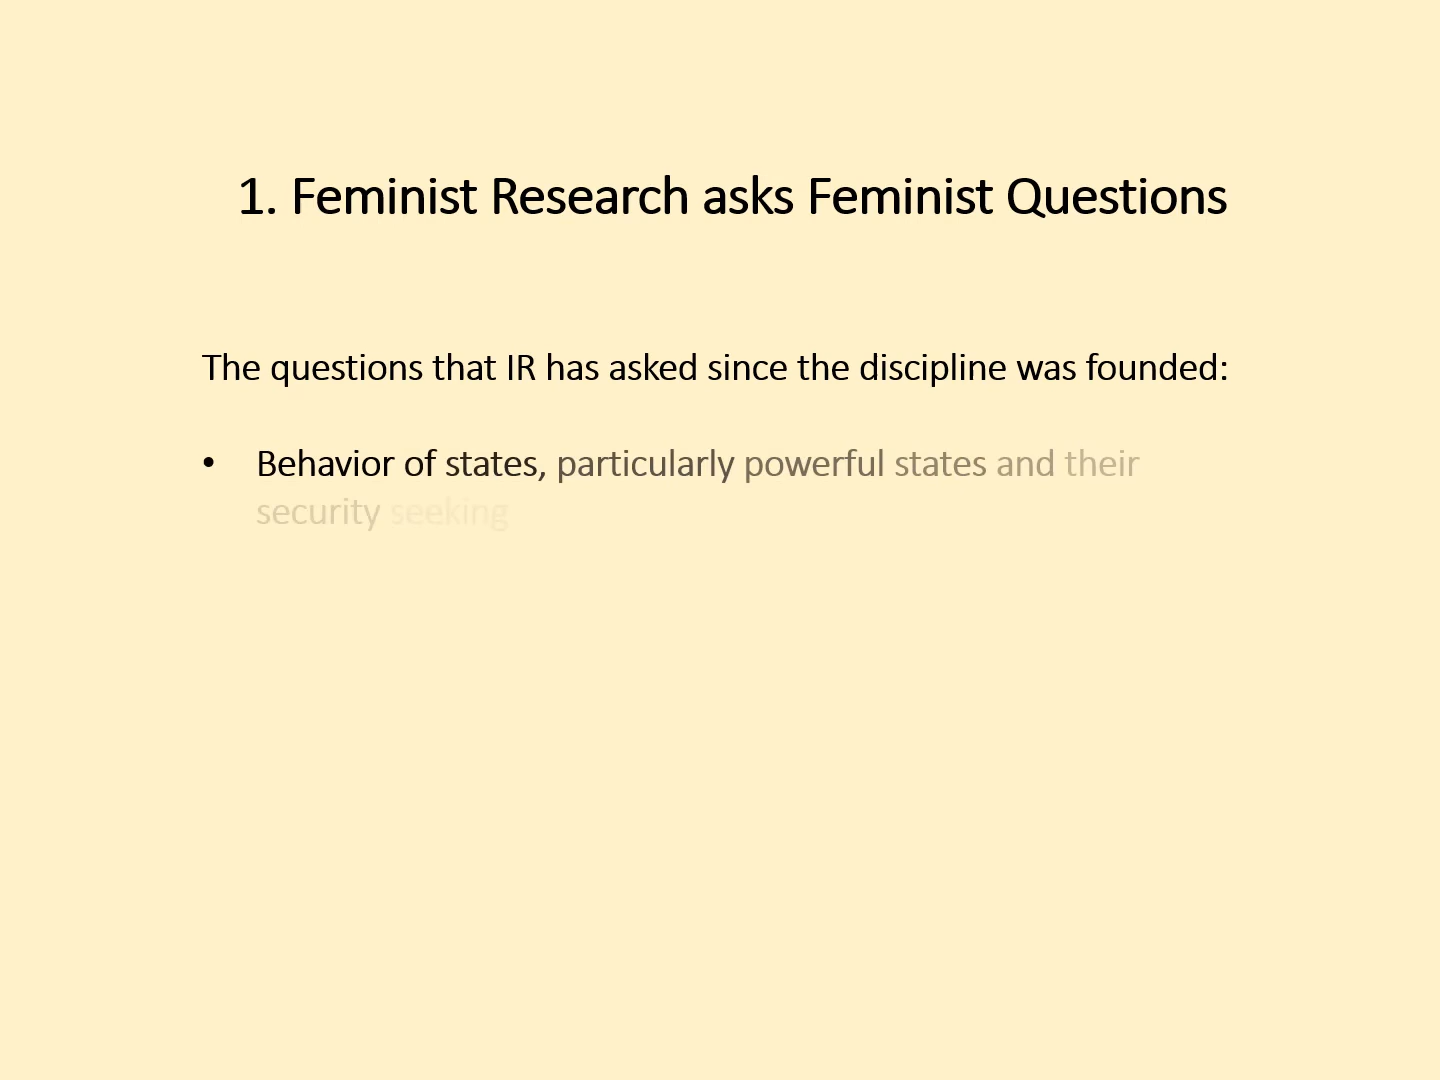 1. Feminist Research asks Feminist Questions
The questions that IR has asked since the discipline was founded:
• Behavior of states, particularly powerful states and their
security seeking